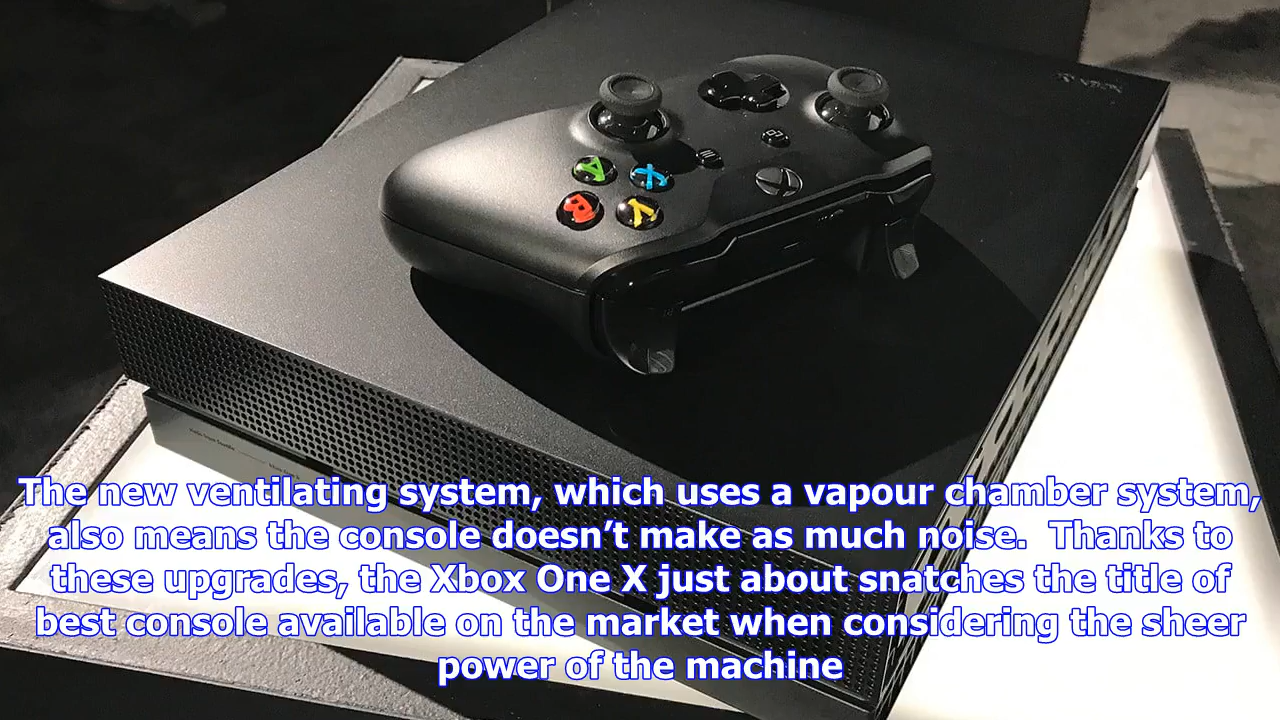 XBOX
A
X
B
Y
The new ventilating system, which uses a vapour chamber system,
also means the console doesn’t make as much noise.  Thanks to
these upgrades, the Xbox One X just about snatches the title of
best console available on the market when considering the sheer
power of the machine